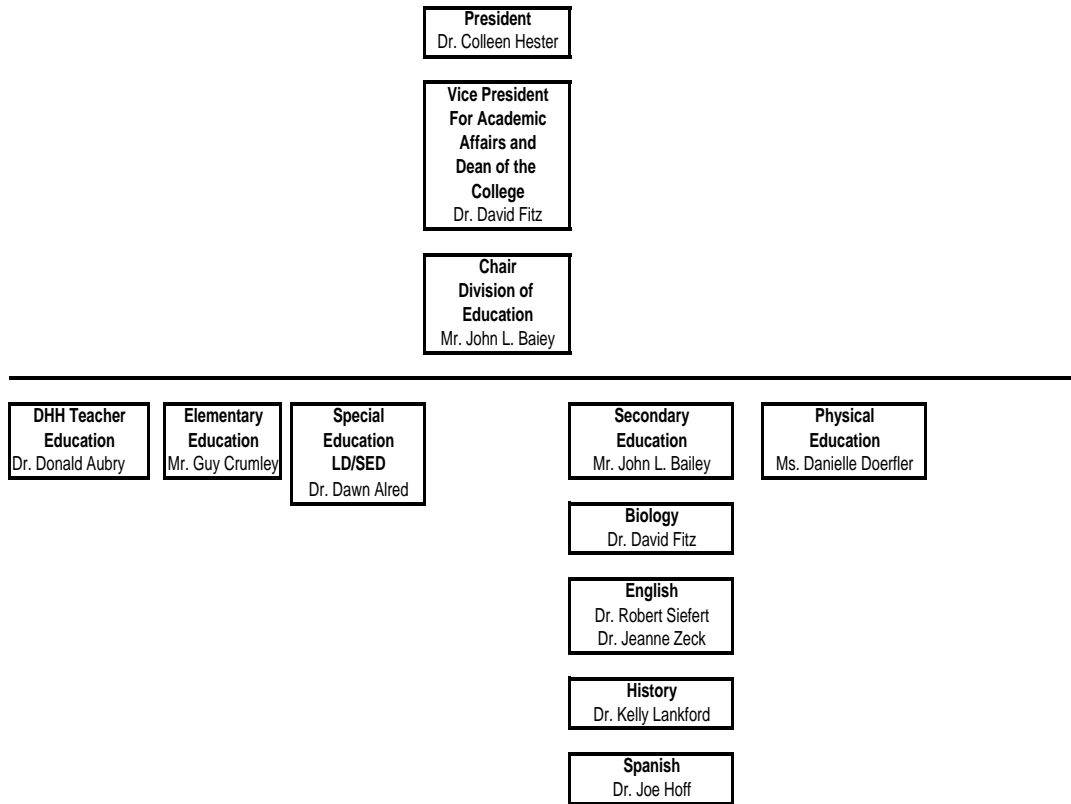 President
Dr. Colleen Hester
Vice President
For Academic
Affairs and
Dean of the
College
Dr. David Fitz
Chair
Division of
Education
Mr. John L. Baiey
DHH Teacher
Education
Dr. Donald Aubry
Elementary
Education
Mr. Guy Crumley
Special
Education
LD/SED
Dr. Dawn Alred
Secondary
Education
Mr. John L. Bailey
Physical
Education
Ms. Danielle Doerfler
Biology
Dr. David Fitz
English
Dr. Robert Siefert
Dr. Jeanne Zeck
History
Dr. Kelly Lankford
Spanish
Dr. Joe Hoff